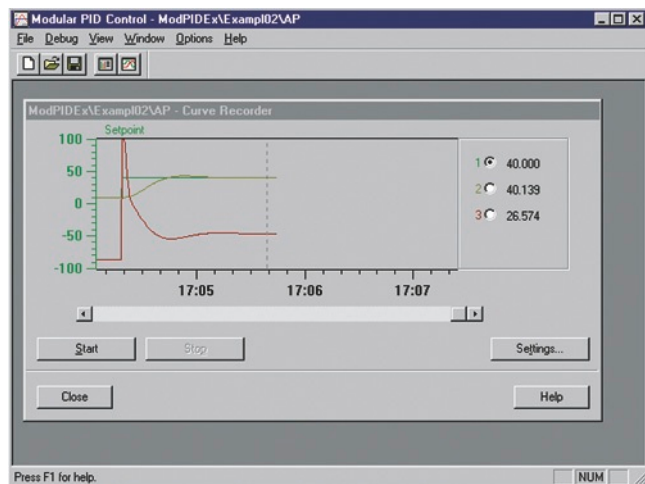 Modular PID Control - ModPIDEx\Exampl02\AP
File Debug View Window Options Help
ModPIDEx\Exampl02\AP - Curve Recorder
Setpoint
100
50
0
-50
-100
17:05 17:06 17:07
1 40.000
2 40.139
3 26.574
Start Stop Settings...
Close Help
Press F1 for help. NUM